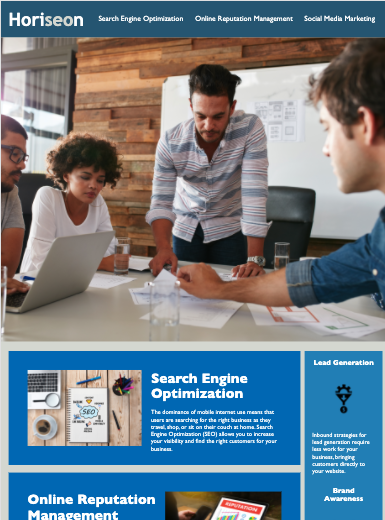 Horiseon
Search Engine Optimization
Online Reputation Management
Social Media Marketing
Search Engine
Optimization
The dominance of mobile internet use means that
users are searching for the right business as they
travel, shop, or sit on their couch at home. Search
Engine Optimization (SEO) allows you to increase
your visibility and find the right customers for your
business.
SEO
Lead Generation
Inbound strategies for
lead generation require
less work for your
business, bringing
customers directly to
your website.
Brand
Awareness
Online Reputation
Management
REPUTATION